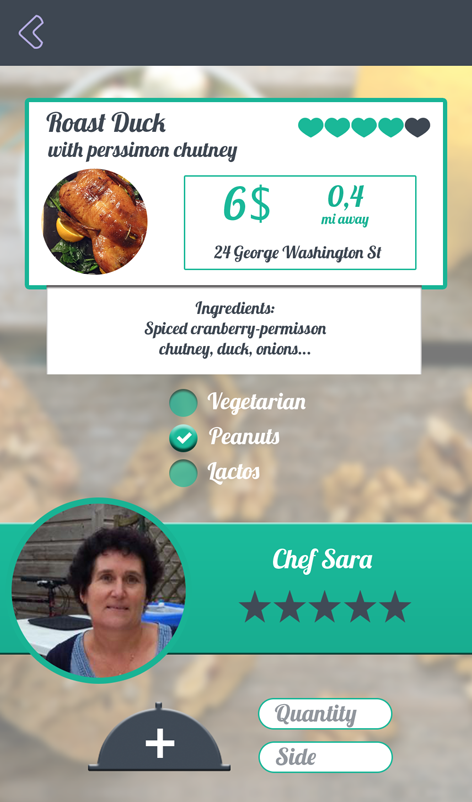 Roast Duck
with perssimon chutney
6$
0,4
mi away
24 George Washington St
Ingredients:
Spiced cranberry-permisson
chutney, duck, onions...
Vegetarian
Peanuts
Lactos
Chef Sara
Quantity
Side